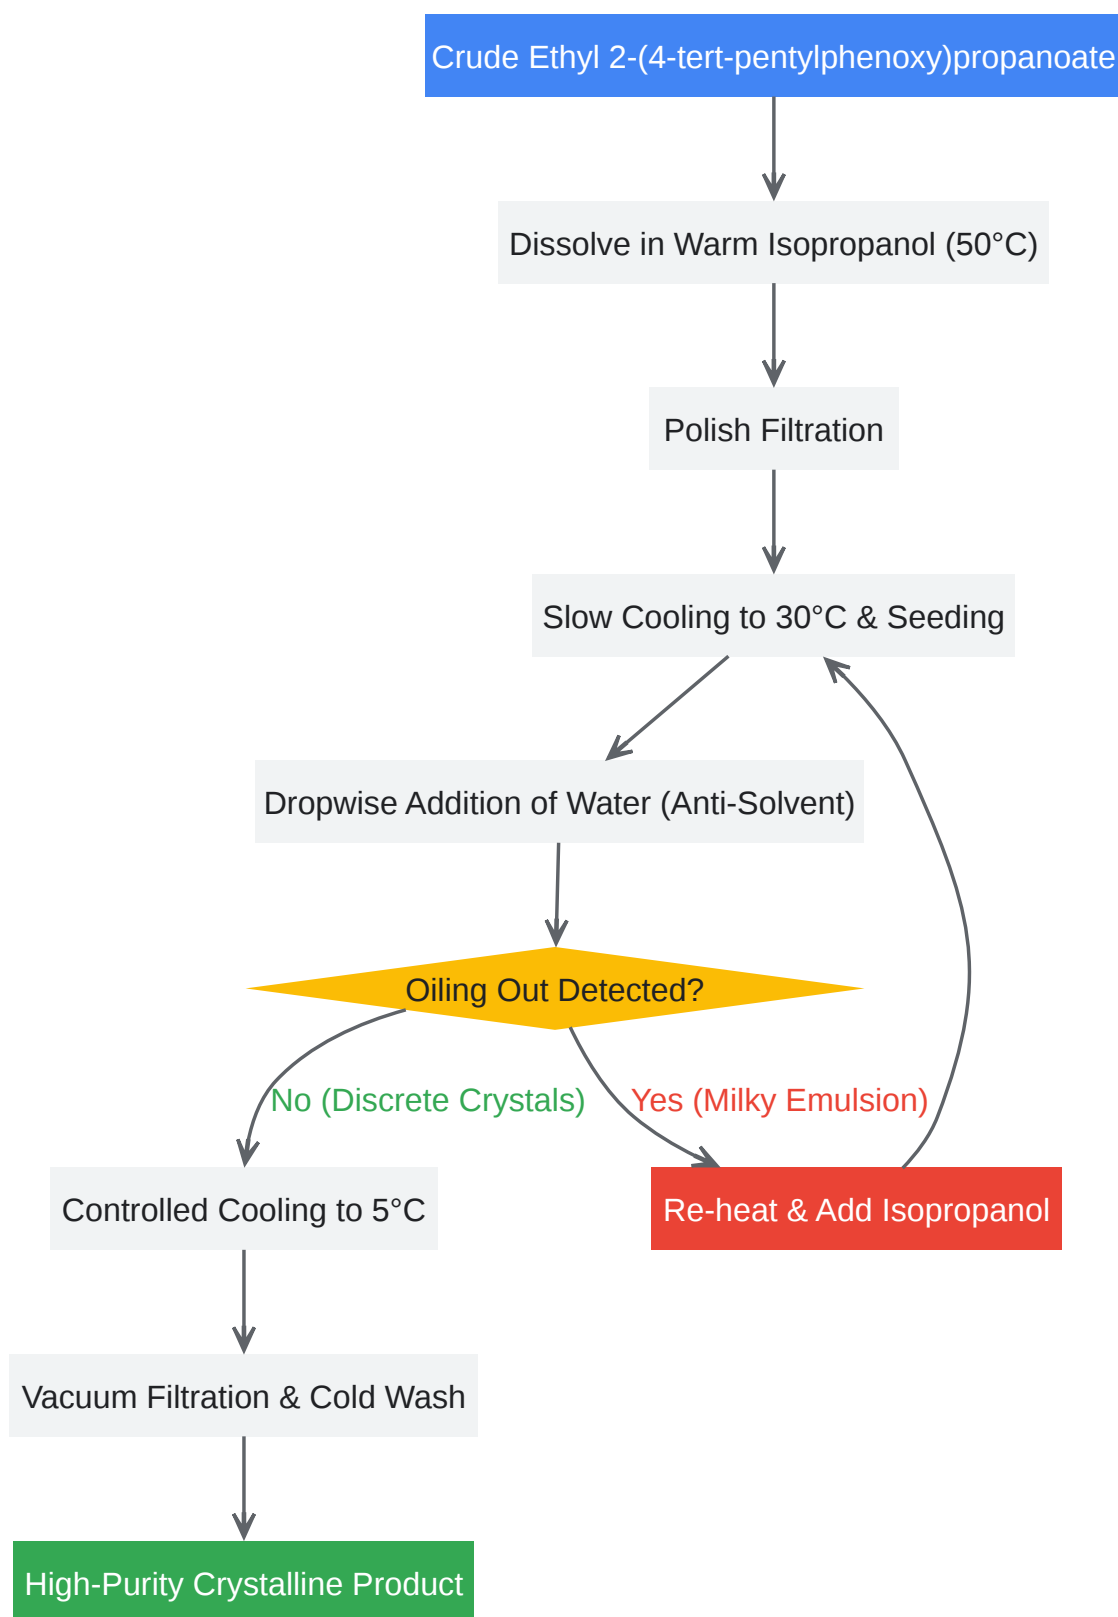 Crude Ethyl 2-(4-tert-pentylphenoxy)propanoate
Dissolve in Warm Isopropanol (50°C)
Polish Filtration
Slow Cooling to 30°C & Seeding
Dropwise Addition of Water (Anti-Solvent)
Oiling Out Detected?
No (Discrete Crystals)
Yes (Milky Emulsion)
Controlled Cooling to 5°C
Re-heat & Add Isopropanol
Vacuum Filtration & Cold Wash
High-Purity Crystalline Product